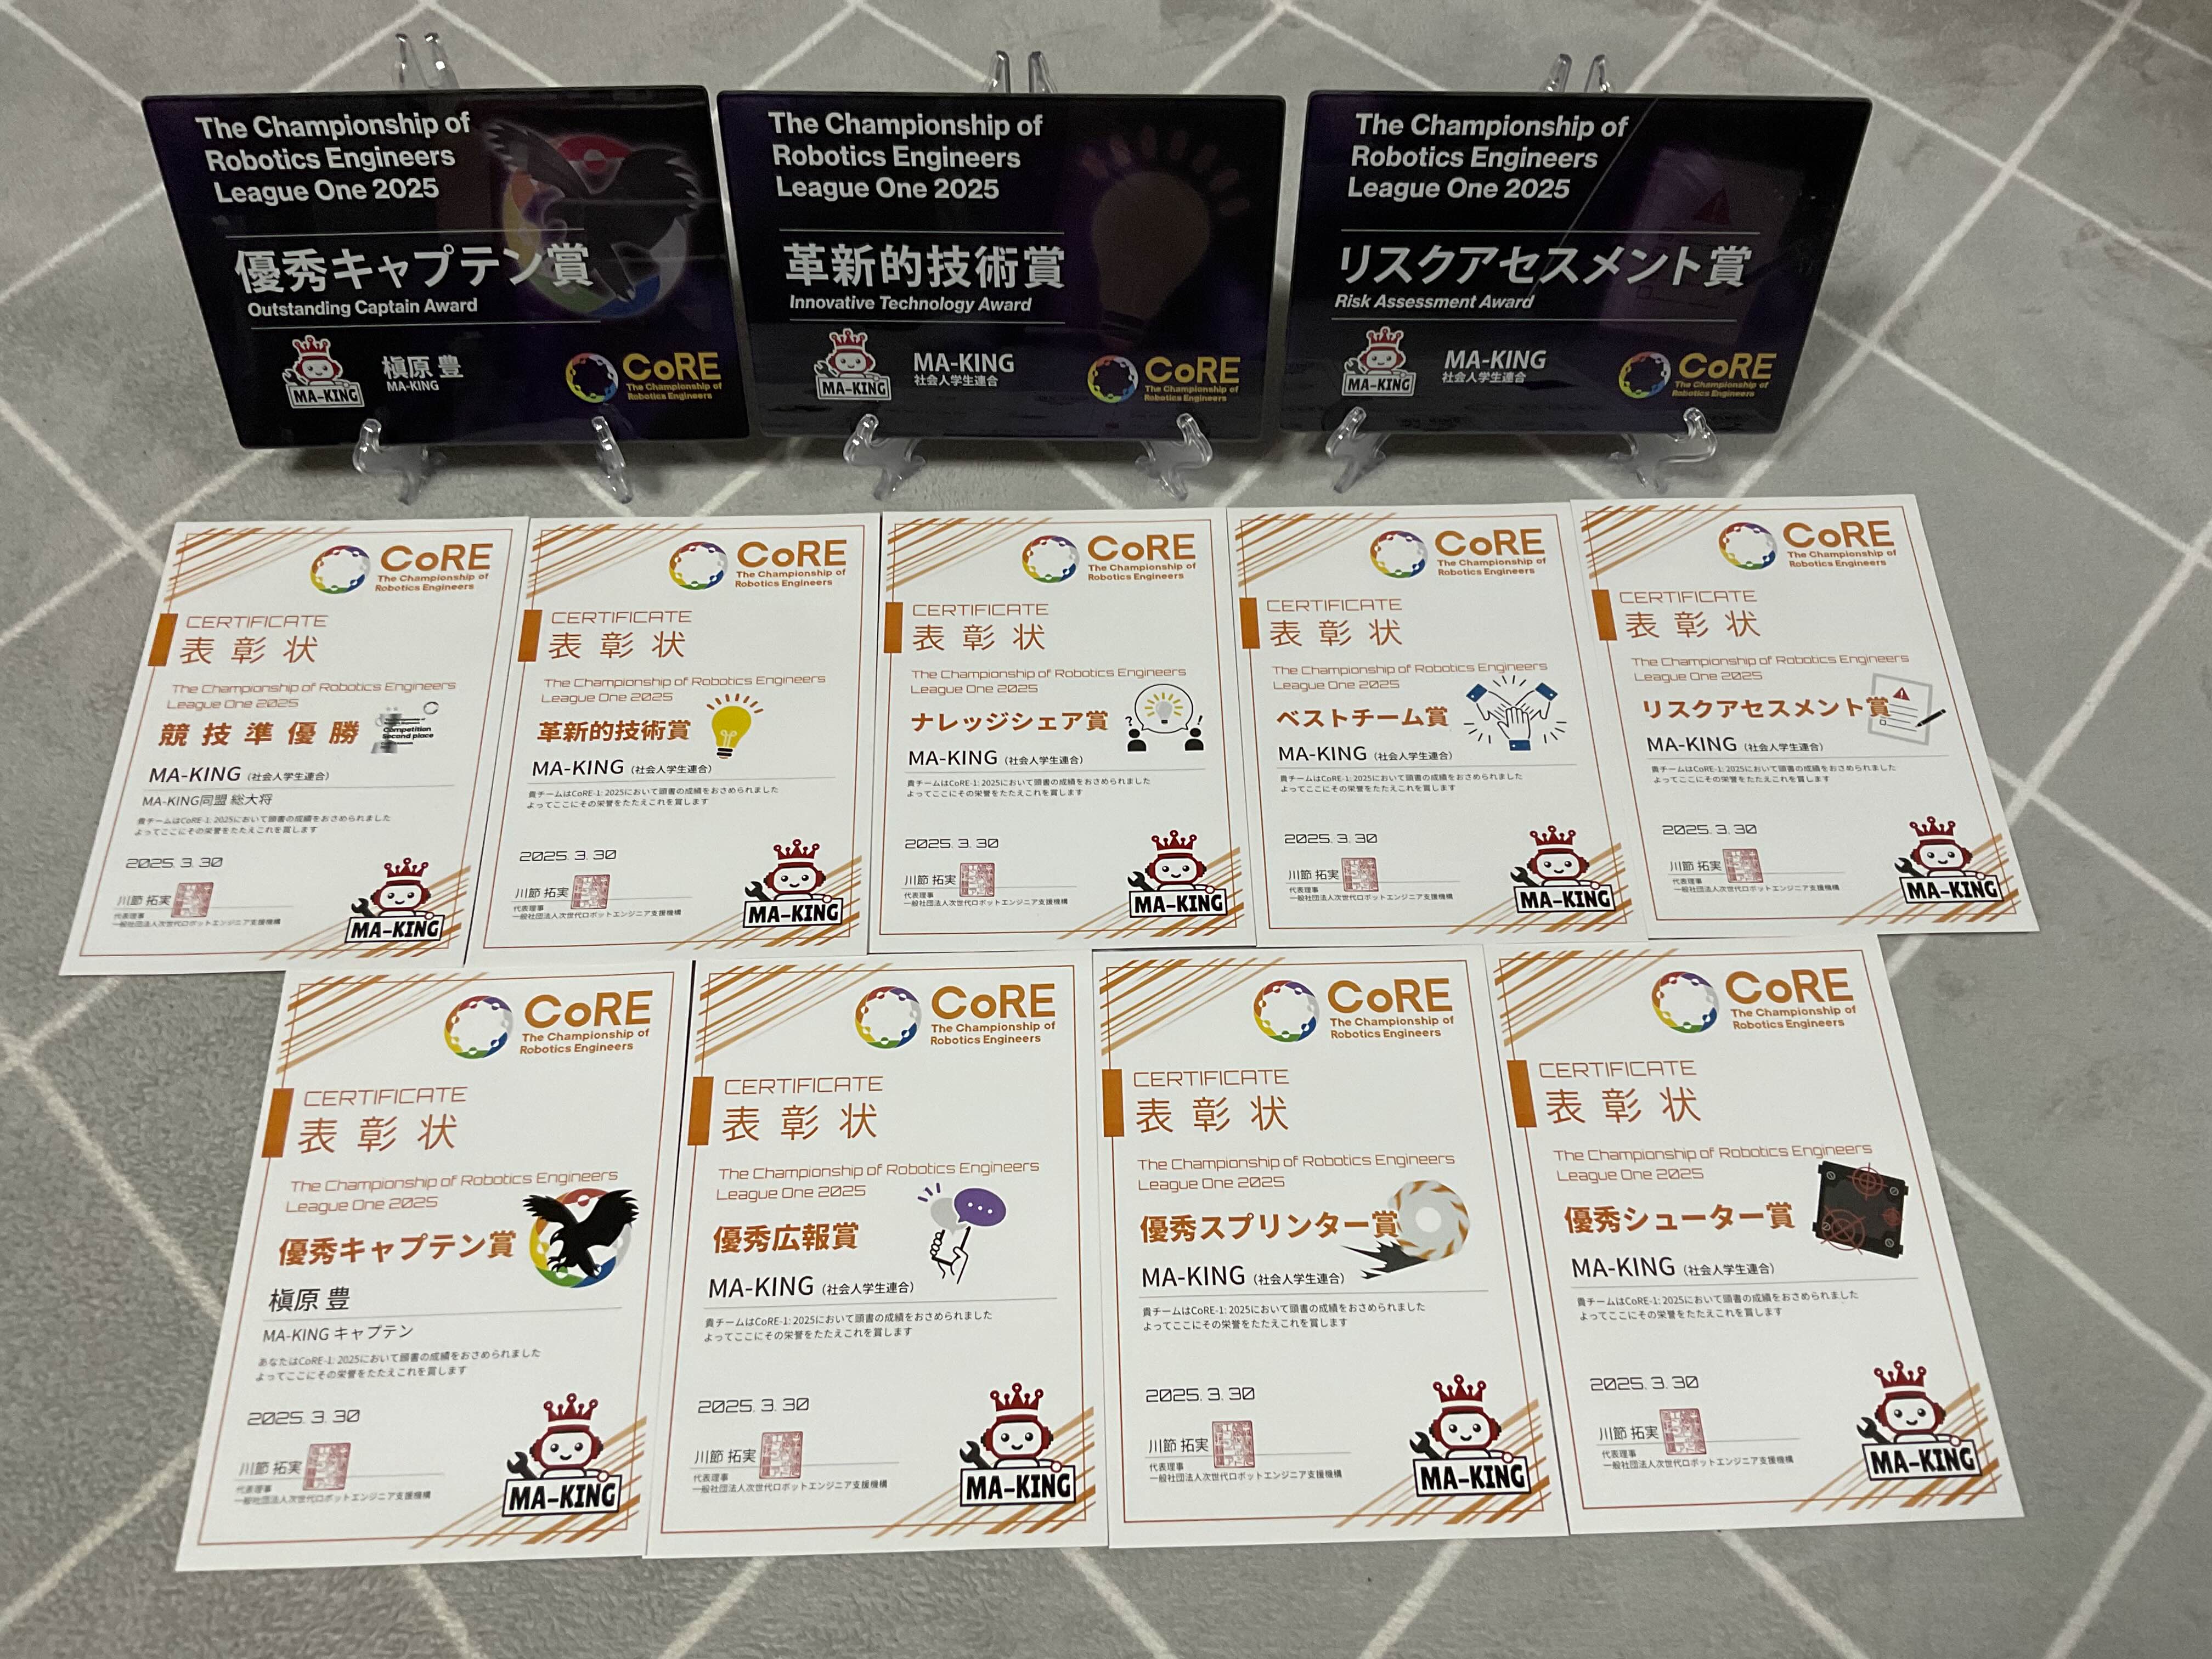 The Championship of
Robotics Engineers
League One 2025
優秀キャプテン賞
Outstanding Captain Award
MA-KING
槇原 豊
MA-KING
CoRE
The Championship of
Robotics Engineers
The Championship of
Robotics Engineers
League One 2025
革新的技術賞
Innovative Technology Award
MA-KING
MA-KING
社会人学生連合
CoRE
The Championship of
Robotics Engineers
The Championship of
Robotics Engineers
League One 2025
リスクアセスメント賞
Risk Assessment Award
MA-KING
MA-KING
社会人学生連合
CoRE
The Championship of
Robotics Engineers
CoRE
The Championship of
Robotics Engineers
CERTIFICATE
表彰状
The Championship of Robotics Engineers
League One 2025
競技準優勝
Competition
Second place
MA-KING（社会人学生連合）
MA-KING同盟 総大将
貴チームはCoRE-1: 2025において頭書の成績をおさめられました
よってここにその栄誉をたたえこれを賞します
2025. 3. 30
川節 拓実
代表理事
一般社団法人次世代ロボットエンジニア支援機構
MA-KING
CoRE
The Championship of
Robotics Engineers
CERTIFICATE
表彰状
The Championship of Robotics Engineers
League One 2025
革新的技術賞
MA-KING（社会人学生連合）
貴チームはCoRE-1: 2025において頭書の成績をおさめられました
よってここにその栄誉をたたえこれを賞します
2025. 3. 30
川節 拓実
代表理事
一般社団法人次世代ロボットエンジニア支援機構
MA-KING
CoRE
The Championship of
Robotics Engineers
CERTIFICATE
表彰状
The Championship of Robotics Engineers
League One 2025
ナレッジシェア賞
MA-KING（社会人学生連合）
貴チームはCoRE-1: 2025において頭書の成績をおさめられました
よってここにその栄誉をたたえこれを賞します
2025. 3. 30
川節 拓実
代表理事
一般社団法人次世代ロボットエンジニア支援機構
MA-KING
CoRE
The Championship of
Robotics Engineers
CERTIFICATE
表彰状
The Championship of Robotics Engineers
League One 2025
ベストチーム賞
MA-KING（社会人学生連合）
貴チームはCoRE-1: 2025において頭書の成績をおさめられました
よってここにその栄誉をたたえこれを賞します
2025. 3. 30
川節 拓実
代表理事
一般社団法人次世代ロボットエンジニア支援機構
MA-KING
CoRE
The Championship of
Robotics Engineers
CERTIFICATE
表彰状
The Championship of Robotics Engineers
League One 2025
リスクアセスメント賞
MA-KING（社会人学生連合）
貴チームはCoRE-1: 2025において頭書の成績をおさめられました
よってここにその栄誉をたたえこれを賞します
2025. 3. 30
川節 拓実
代表理事
一般社団法人次世代ロボットエンジニア支援機構
MA-KING
CoRE
The Championship of
Robotics Engineers
CERTIFICATE
表彰状
The Championship of Robotics Engineers
League One 2025
優秀キャプテン賞
槇原 豊
MA-KING キャプテン
あなたはCoRE-1: 2025において頭書の成績をおさめられました
よってここにその栄誉をたたえこれを賞します
2025. 3. 30
川節 拓実
代表理事
一般社団法人次世代ロボットエンジニア支援機構
MA-KING
CoRE
The Championship of
Robotics Engineers
CERTIFICATE
表彰状
The Championship of Robotics Engineers
League One 2025
優秀広報賞
MA-KING（社会人学生連合）
貴チームはCoRE-1: 2025において頭書の成績をおさめられました
よってここにその栄誉をたたえこれを賞します
2025. 3. 30
川節 拓実
代表理事
一般社団法人次世代ロボットエンジニア支援機構
MA-KING
CoRE
The Championship of
Robotics Engineers
CERTIFICATE
表彰状
The Championship of Robotics Engineers
League One 2025
優秀スプリンター賞
MA-KING（社会人学生連合）
貴チームはCoRE-1: 2025において頭書の成績をおさめられました
よってここにその栄誉をたたえこれを賞します
2025. 3. 30
川節 拓実
代表理事
一般社団法人次世代ロボットエンジニア支援機構
MA-KING
CoRE
The Championship of
Robotics Engineers
CERTIFICATE
表彰状
The Championship of Robotics Engineers
League One 2025
優秀シューター賞
MA-KING（社会人学生連合）
貴チームはCoRE-1: 2025において頭書の成績をおさめられました
よってここにその栄誉をたたえこれを賞します
2025. 3. 30
川節 拓実
代表理事
一般社団法人次世代ロボットエンジニア支援機構
MA-KING